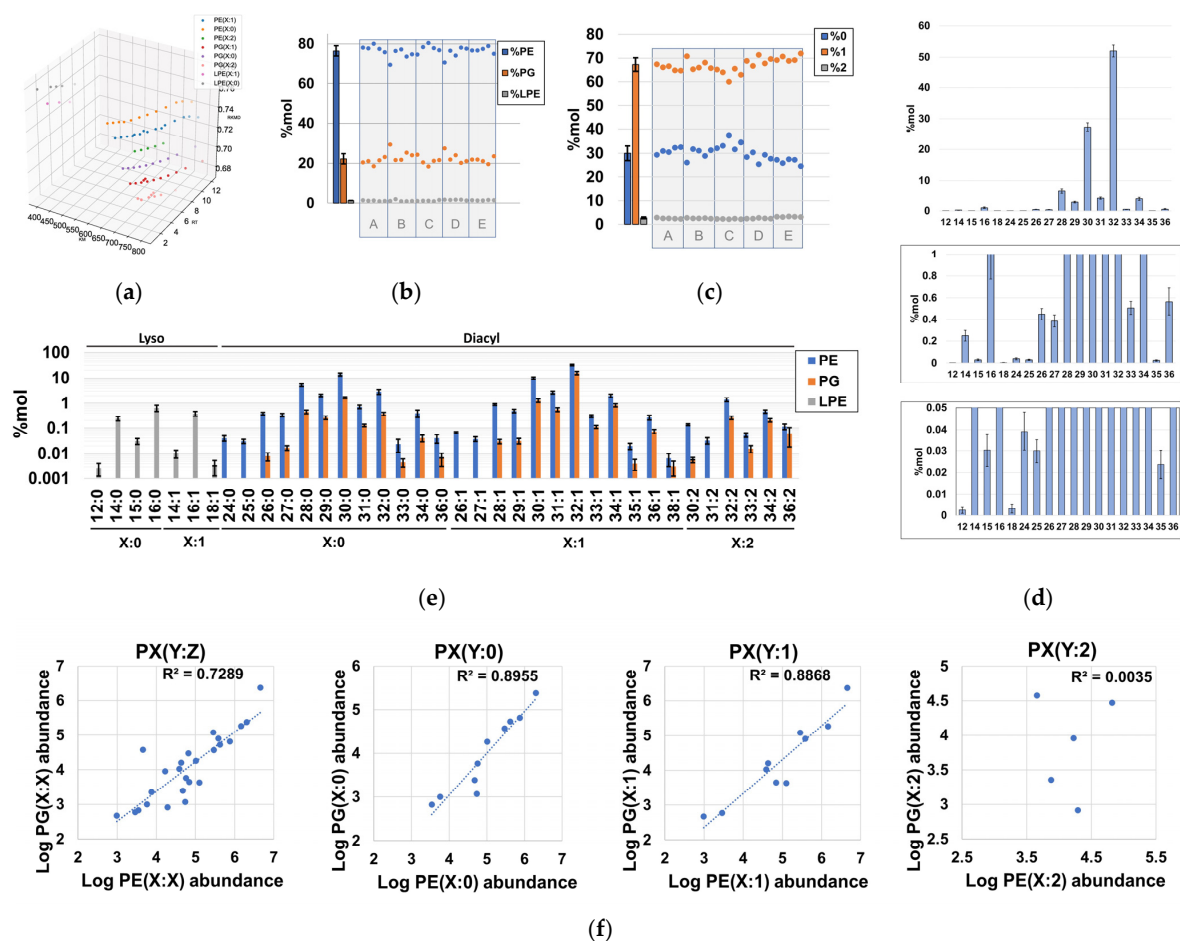 PE(X:1)
PE(X:0)
PE(X:2)
PG(X:1)
PG(X:0)
PG(X:2)
LPE(X:1)
LPE(X:0)
0.76
0.74
RKMD
0.72
0.70
0.68
12
10
8
6 RT
4
2
400 450 500 550 600 650 700 750 800
KM
(a)
%mol
80
60
40
20
0
%PE
%PG
%LPE
A B C D E
(b)
%mol
80
70
60
50
40
30
20
10
0
%0
%1
%2
A B C D E
(c)
60
50
40
30
20
10
0
12 14 15 16 18 24 25 26 27 28 29 30 31 32 33 34 35 36
%mol
1
0.8
0.6
0.4
0.2
0
12 14 15 16 18 24 25 26 27 28 29 30 31 32 33 34 35 36
%mol
0.05
0.04
0.03
0.02
0.01
0
12 14 15 16 18 24 25 26 27 28 29 30 31 32 33 34 35 36
(d)
Lyso Diacyl
%mol
100
10
1
0.1
0.01
0.001
PE
PG
LPE
12:0 14:0 15:0 16:0 14:1 16:1 18:1 24:0 25:0 26:0 27:0 28:0 29:0 30:0 31:0 32:0 33:0 34:0 36:0 26:1 27:1 28:1 29:1 30:1 31:1 32:1 33:1 34:1 35:1 36:1 38:1 30:2 31:2 32:2 33:2 34:2 36:2
X:0 X:1 X:0 X:1 X:2
(e)
PX(Y:Z)
R² = 0.7289
Log PG(X:X) abundance
7
6
5
4
3
2
2 3 4 5 6 7
Log PE(X:X) abundance
PX(Y:0)
R² = 0.8955
Log PG(X:0) abundance
6
5
4
3
2
2 3 4 5 6 7
Log PE(X:0) abundance
PX(Y:1)
R² = 0.8868
Log PG(X:1) abundance
7
6
5
4
3
2
2 3 4 5 6 7
Log PE(X:1) abundance
PX(Y:2)
R² = 0.0035
Log PG(X:2) abundance
5
4.5
4
3.5
3
2.5
2.5 3.5 4.5 5.5
Log PE(X:2) abundance
(f)